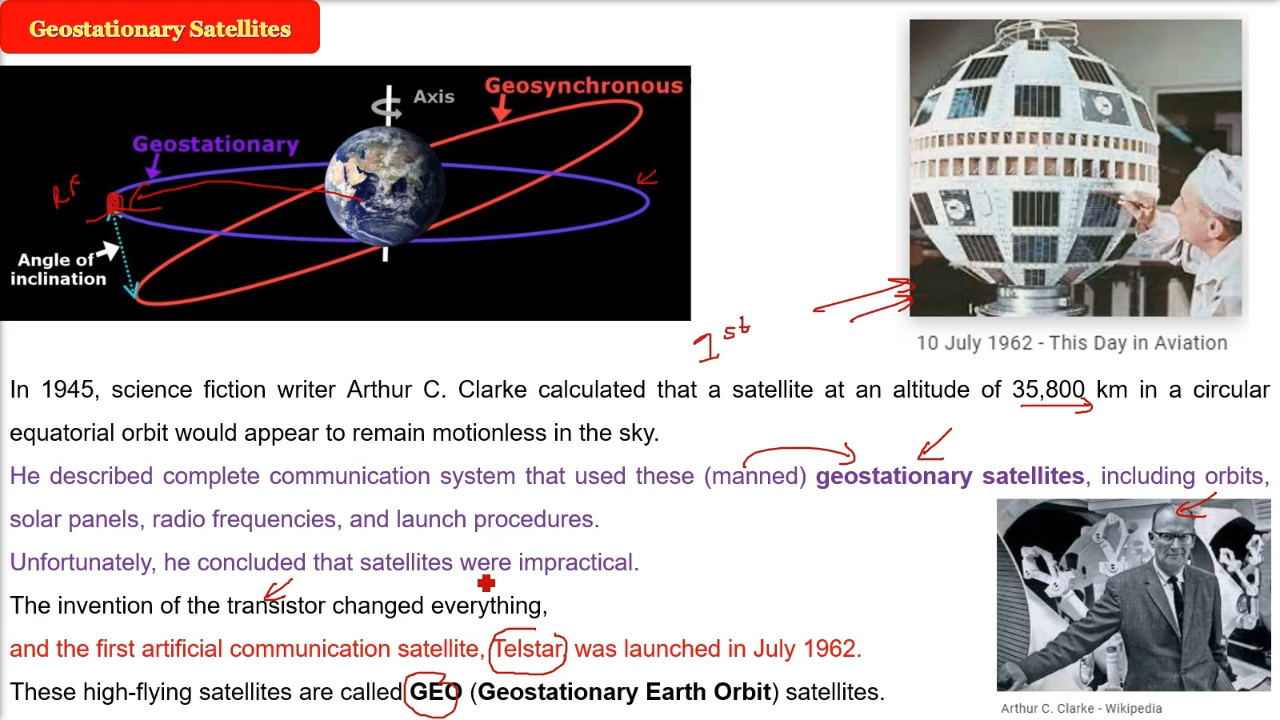 Geostationary Satellites
Axis
Geosynchronous
Geostationary
RF
Angle of
inclination
10 July 1962 - This Day in Aviation
1st
In 1945, science fiction writer Arthur C. Clarke calculated that a satellite at an altitude of 35,800 km in a circular
equatorial orbit would appear to remain motionless in the sky.
He described complete communication system that used these (manned) geostationary satellites, including orbits,
solar panels, radio frequencies, and launch procedures.
Unfortunately, he concluded that satellites were impractical.
The invention of the transistor changed everything,
and the first artificial communication satellite, Telstar, was launched in July 1962.
These high-flying satellites are called GEO (Geostationary Earth Orbit) satellites.
Arthur C. Clarke - Wikipedia